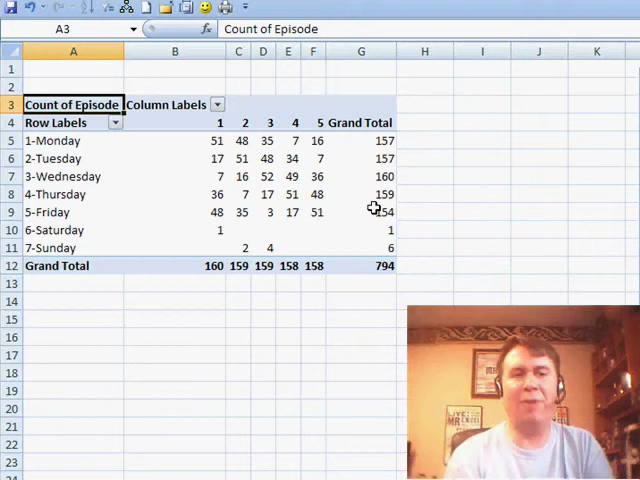 A3 Count of Episode
A B C D E F G H I J K
1
2
3 Count of Episode Column Labels
4 Row Labels 1 2 3 4 5 Grand Total
5 1-Monday 51 48 35 7 16 157
6 2-Tuesday 17 51 48 34 7 157
7 3-Wednesday 7 16 52 49 36 160
8 4-Thursday 36 7 17 51 48 159
9 5-Friday 48 35 3 17 51 154
10 6-Saturday 1 1
11 7-Sunday 2 4 6
12 Grand Total 160 159 159 158 158 794
13
14
15
16
17
18
19
20
21
22
23
24
LIVE
MR
EXCEL